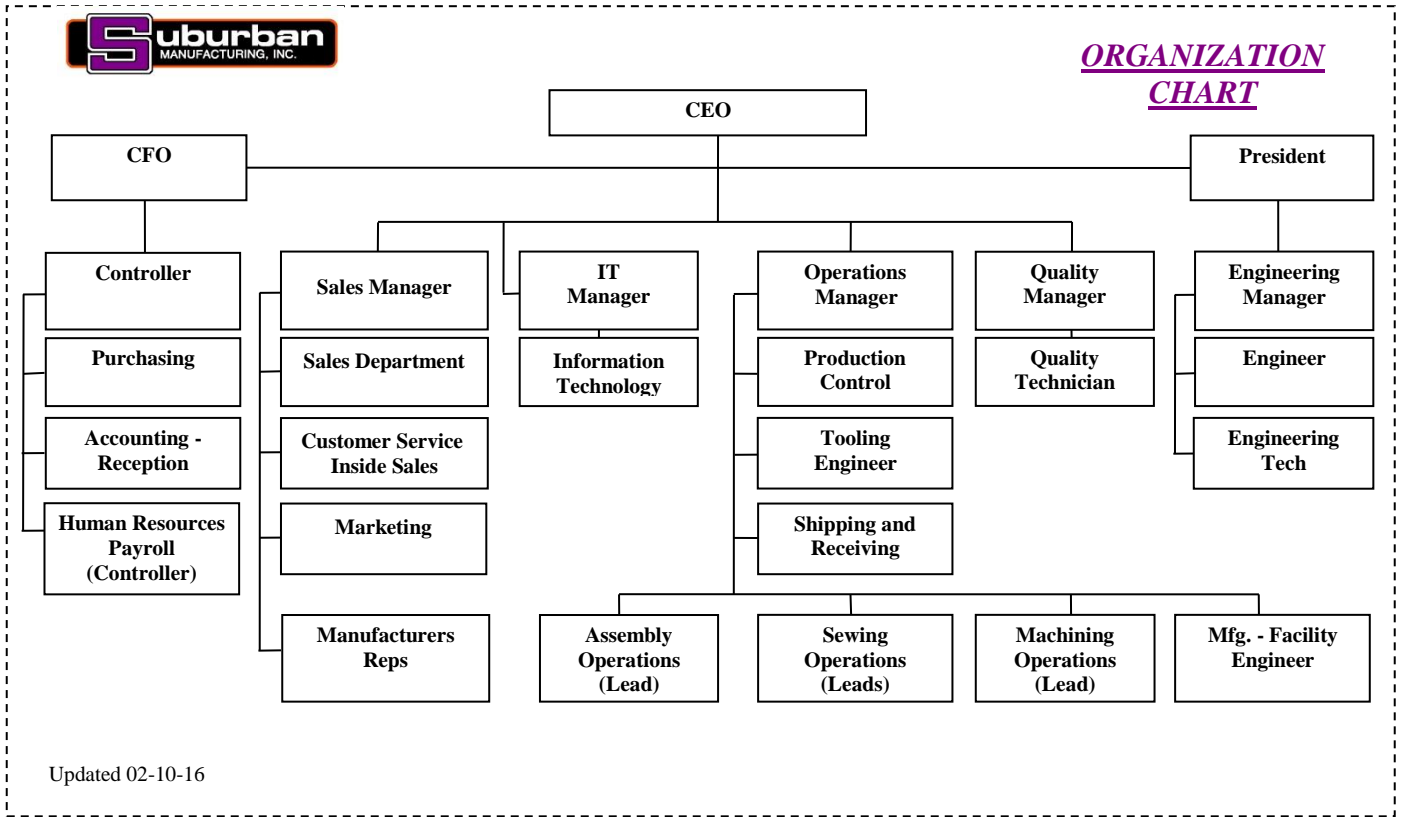 Suburban
MANUFACTURING, INC.
ORGANIZATION
CHART
CEO
CFO
President
Controller
Sales Manager
IT
Manager
Operations
Manager
Quality
Manager
Engineering
Manager
Purchasing
Sales Department
Information
Technology
Production
Control
Quality
Technician
Engineer
Accounting -
Reception
Customer Service
Inside Sales
Tooling
Engineer
Engineering
Tech
Human Resources
Payroll
(Controller)
Marketing
Shipping and
Receiving
Manufacturers
Reps
Assembly
Operations
(Lead)
Sewing
Operations
(Leads)
Machining
Operations
(Lead)
Mfg. - Facility
Engineer
Updated 02-10-16